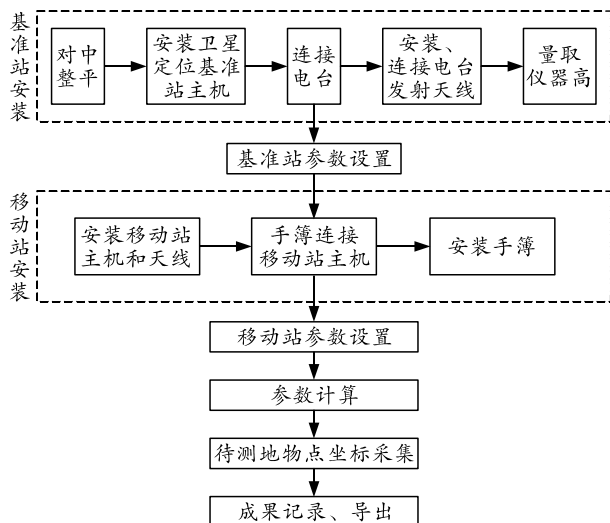 基准站安装
对中
整平
安装卫星
定位基准
站主机
连接
电台
安装、
连接电台
发射天线
量取
仪器高
基准站参数设置
移动站安装
安装移动站
主机和天线
手簿连接
移动站主机
安装手簿
移动站参数设置
参数计算
待测地物点坐标采集
成果记录、导出